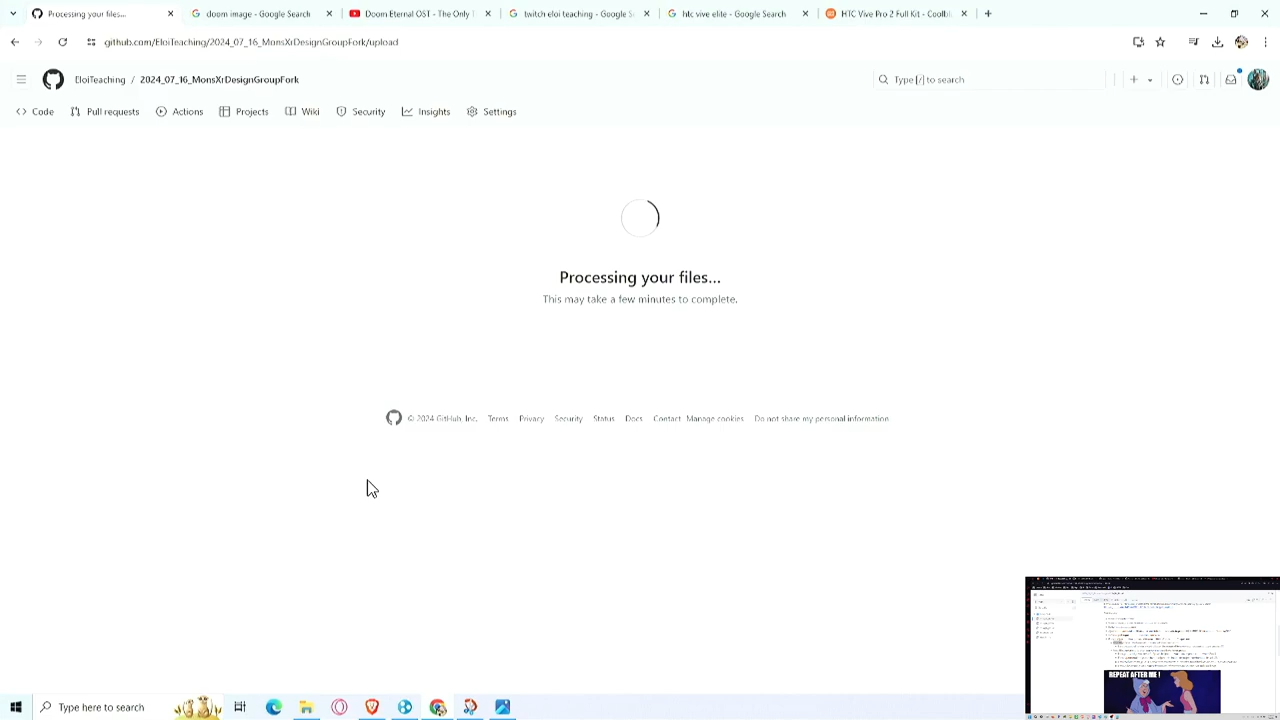 Processing your files...
doom image - Google Search
Doom Eternal OST - The Only T
twitch eloi teaching - Google Se
htc vive elite - Google Search
HTC Vive Pro 2 Full Kit - Coolbl
github.com/EloiTeaching/2024_07_16_MonsXrDesignGroupFork/upload
EloiTeaching / 2024_07_16_MonsXrDesignGroupFork
Type / to search
Code Pull requests Actions Projects Wiki Security Insights Settings
Processing your files...
This may take a few minutes to complete.
© 2024 GitHub, Inc. Terms Privacy Security Status Docs Contact Manage cookies Do not share my personal information
REPEAT AFTER ME !
Type here to search